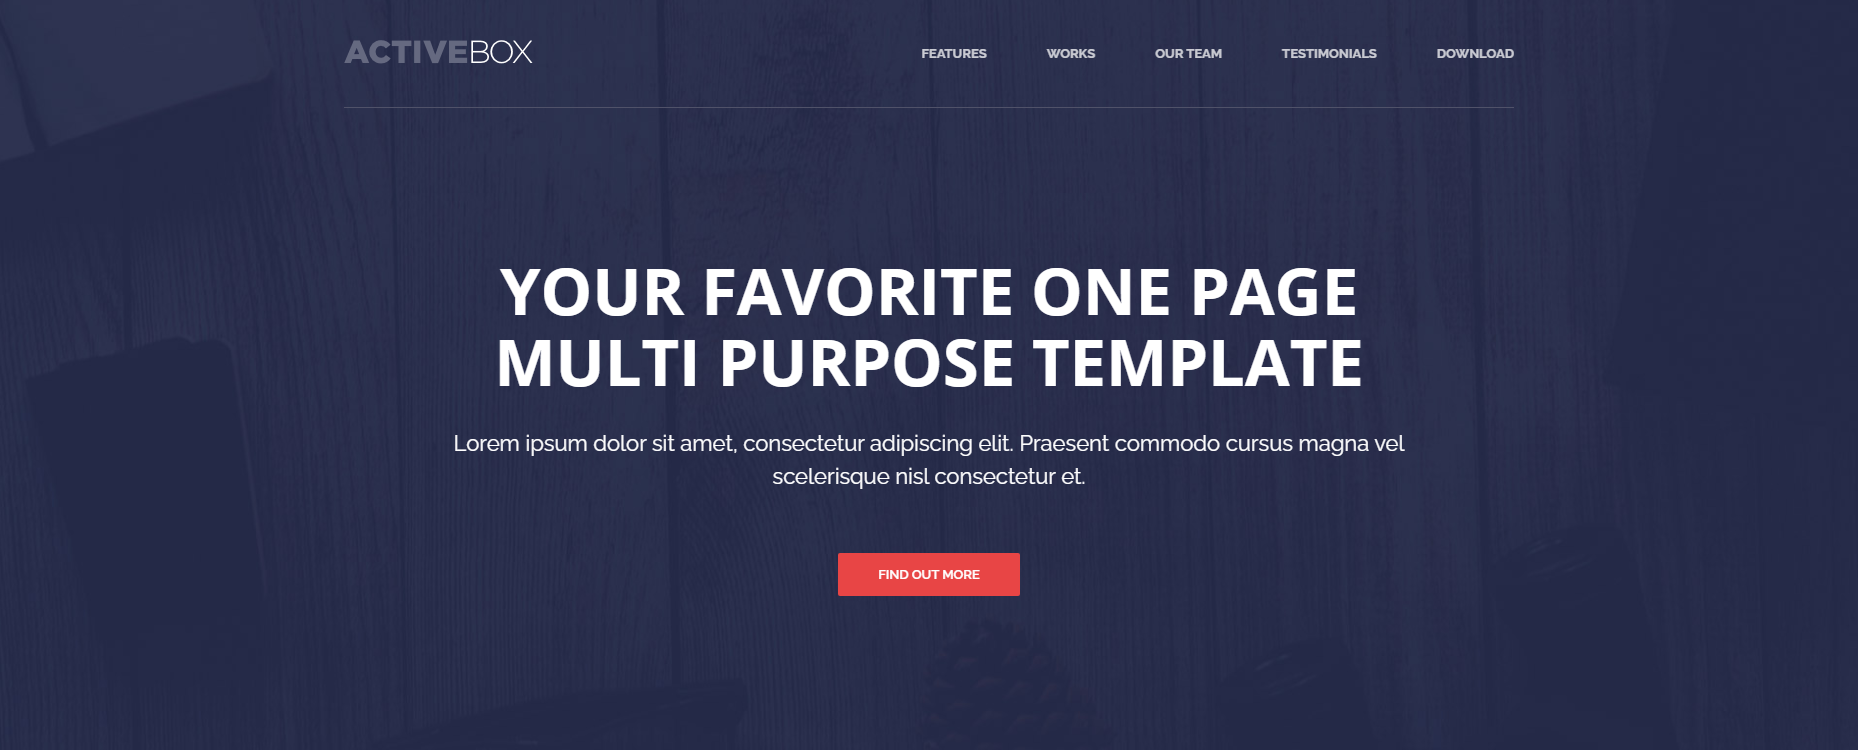 ACTIVEBOX
FEATURES WORKS OUR TEAM TESTIMONIALS DOWNLOAD
YOUR FAVORITE ONE PAGE
MULTI PURPOSE TEMPLATE
Lorem ipsum dolor sit amet, consectetur adipiscing elit. Praesent commodo cursus magna vel
scelerisque nisl consectetur et.
FIND OUT MORE